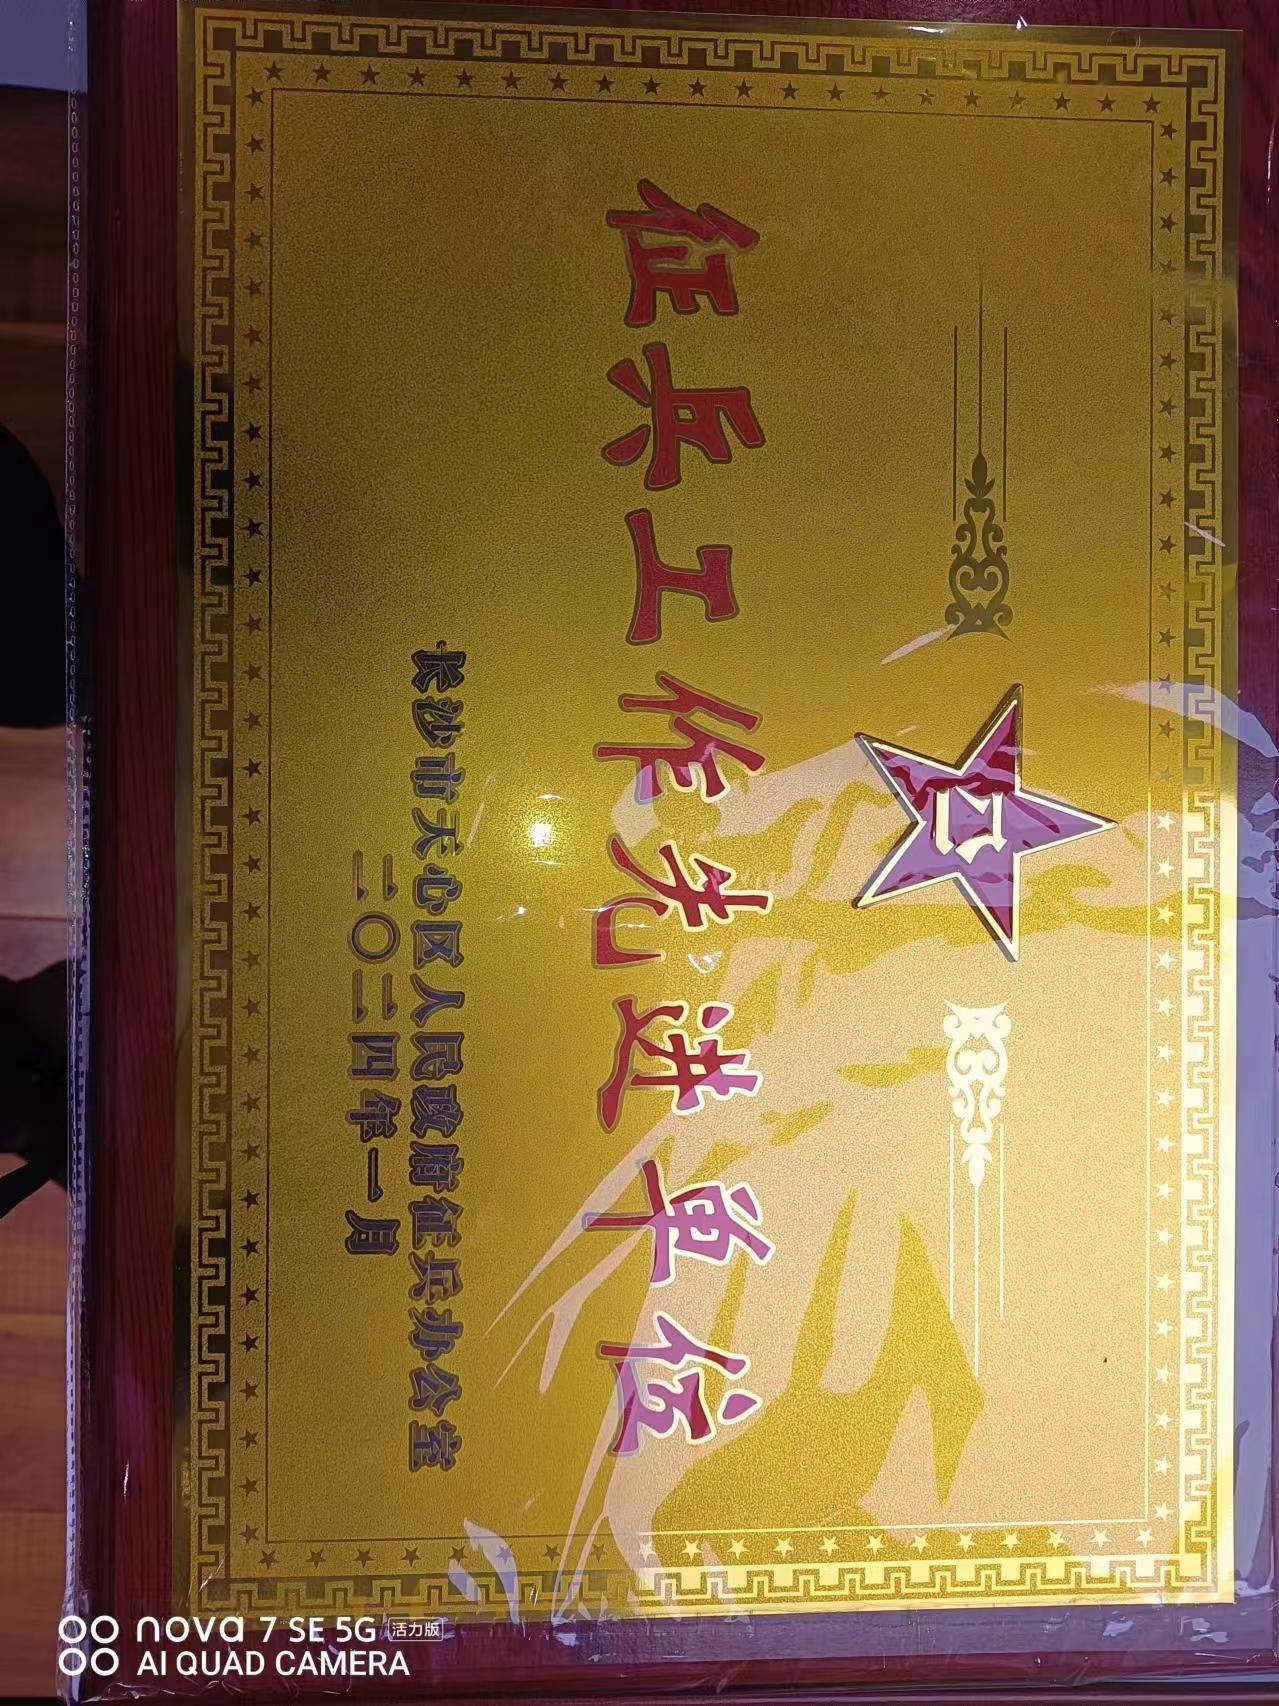 八一
征兵工作先进单位
长沙市天心区人民政府征兵办公室
二〇二四年一月
nova 7 SE 5G 活力版
AI QUAD CAMERA